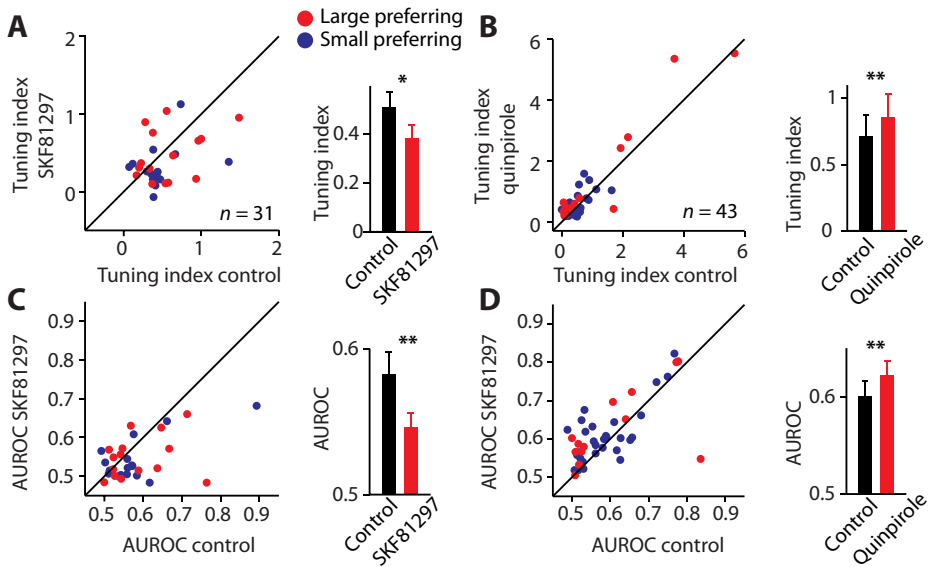 A
Large preferring
Small preferring
B
2
1
0
Tuning index
SKF81297
n = 31
0
1
2
Tuning index control
*
Tuning index
0.4
0.2
0
Control
SKF81297
6
4
2
0
Tuning index
quinpirole
n = 43
0
2
4
6
Tuning index control
**
Tuning index
1
0.5
0
Control
Quinpirole
C
0.9
0.8
0.7
0.6
0.5
AUROC SKF81297
0.5
0.6
0.7
0.8
0.9
AUROC control
**
AUROC
0.6
0.5
Control
SKF81297
D
0.9
0.8
0.7
0.6
0.5
AUROC SKF81297
0.5
0.6
0.7
0.8
0.9
AUROC control
**
AUROC
0.6
0.5
Control
Quinpirole